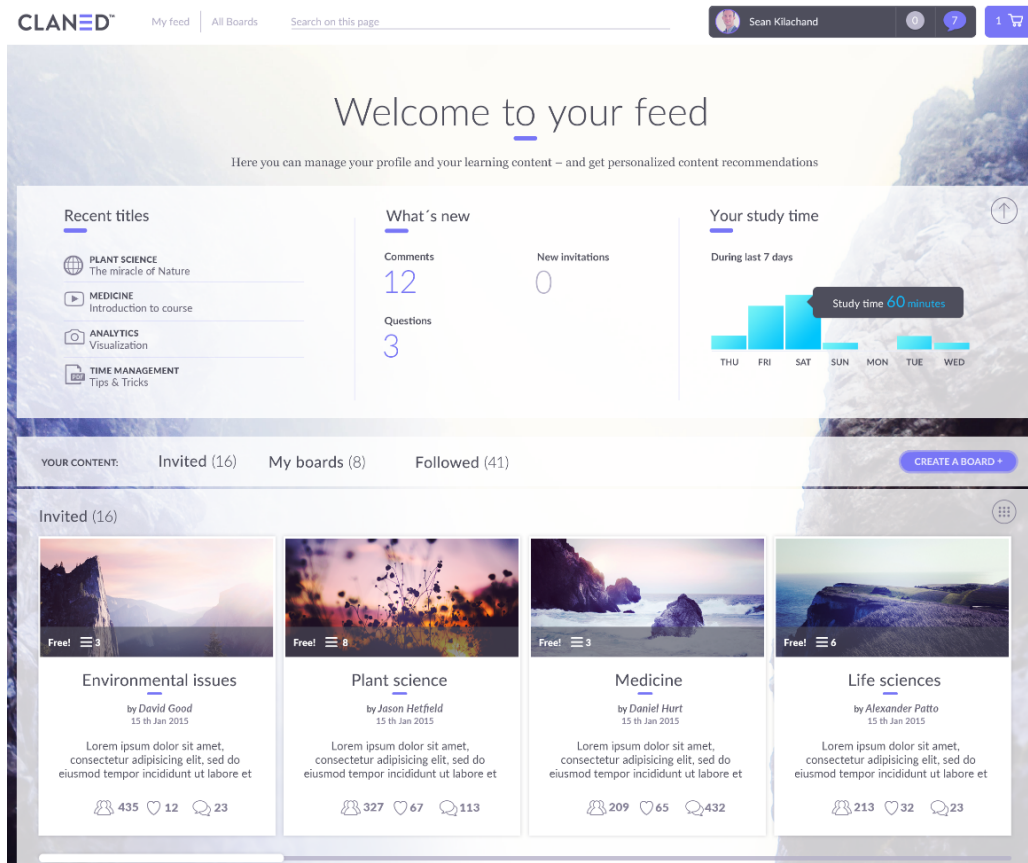 CLANED™
My feed
All Boards
Search on this page
Sean Kilachand
0
7
1
Welcome to your feed
Here you can manage your profile and your learning content – and get personalized content recommendations
Recent titles
PLANT SCIENCE
The miracle of Nature
MEDICINE
Introduction to course
ANALYTICS
Visualization
PDF
TIME MANAGEMENT
Tips & Tricks
What´s new
Comments
12
New invitations
0
Questions
3
Your study time
During last 7 days
Study time 60 minutes
THU FRI SAT SUN MON TUE WED
YOUR CONTENT:
Invited (16)
My boards (8)
Followed (41)
CREATE A BOARD +
Invited (16)
Free! 3
Environmental issues
by David Good
15 th Jan 2015
Lorem ipsum dolor sit amet,
consectetur adipisicing elit, sed do
eiusmod tempor incididunt ut labore et
435 12 23
Free! 8
Plant science
by Jason Hetfield
15 th Jan 2015
Lorem ipsum dolor sit amet,
consectetur adipisicing elit, sed do
eiusmod tempor incididunt ut labore et
327 67 113
Free! 3
Medicine
by Daniel Hurt
15 th Jan 2015
Lorem ipsum dolor sit amet,
consectetur adipisicing elit, sed do
eiusmod tempor incididunt ut labore et
209 65 432
Free! 6
Life sciences
by Alexander Patto
15 th Jan 2015
Lorem ipsum dolor sit amet,
consectetur adipisicing elit, sed do
eiusmod tempor incididunt ut labore et
213 32 23